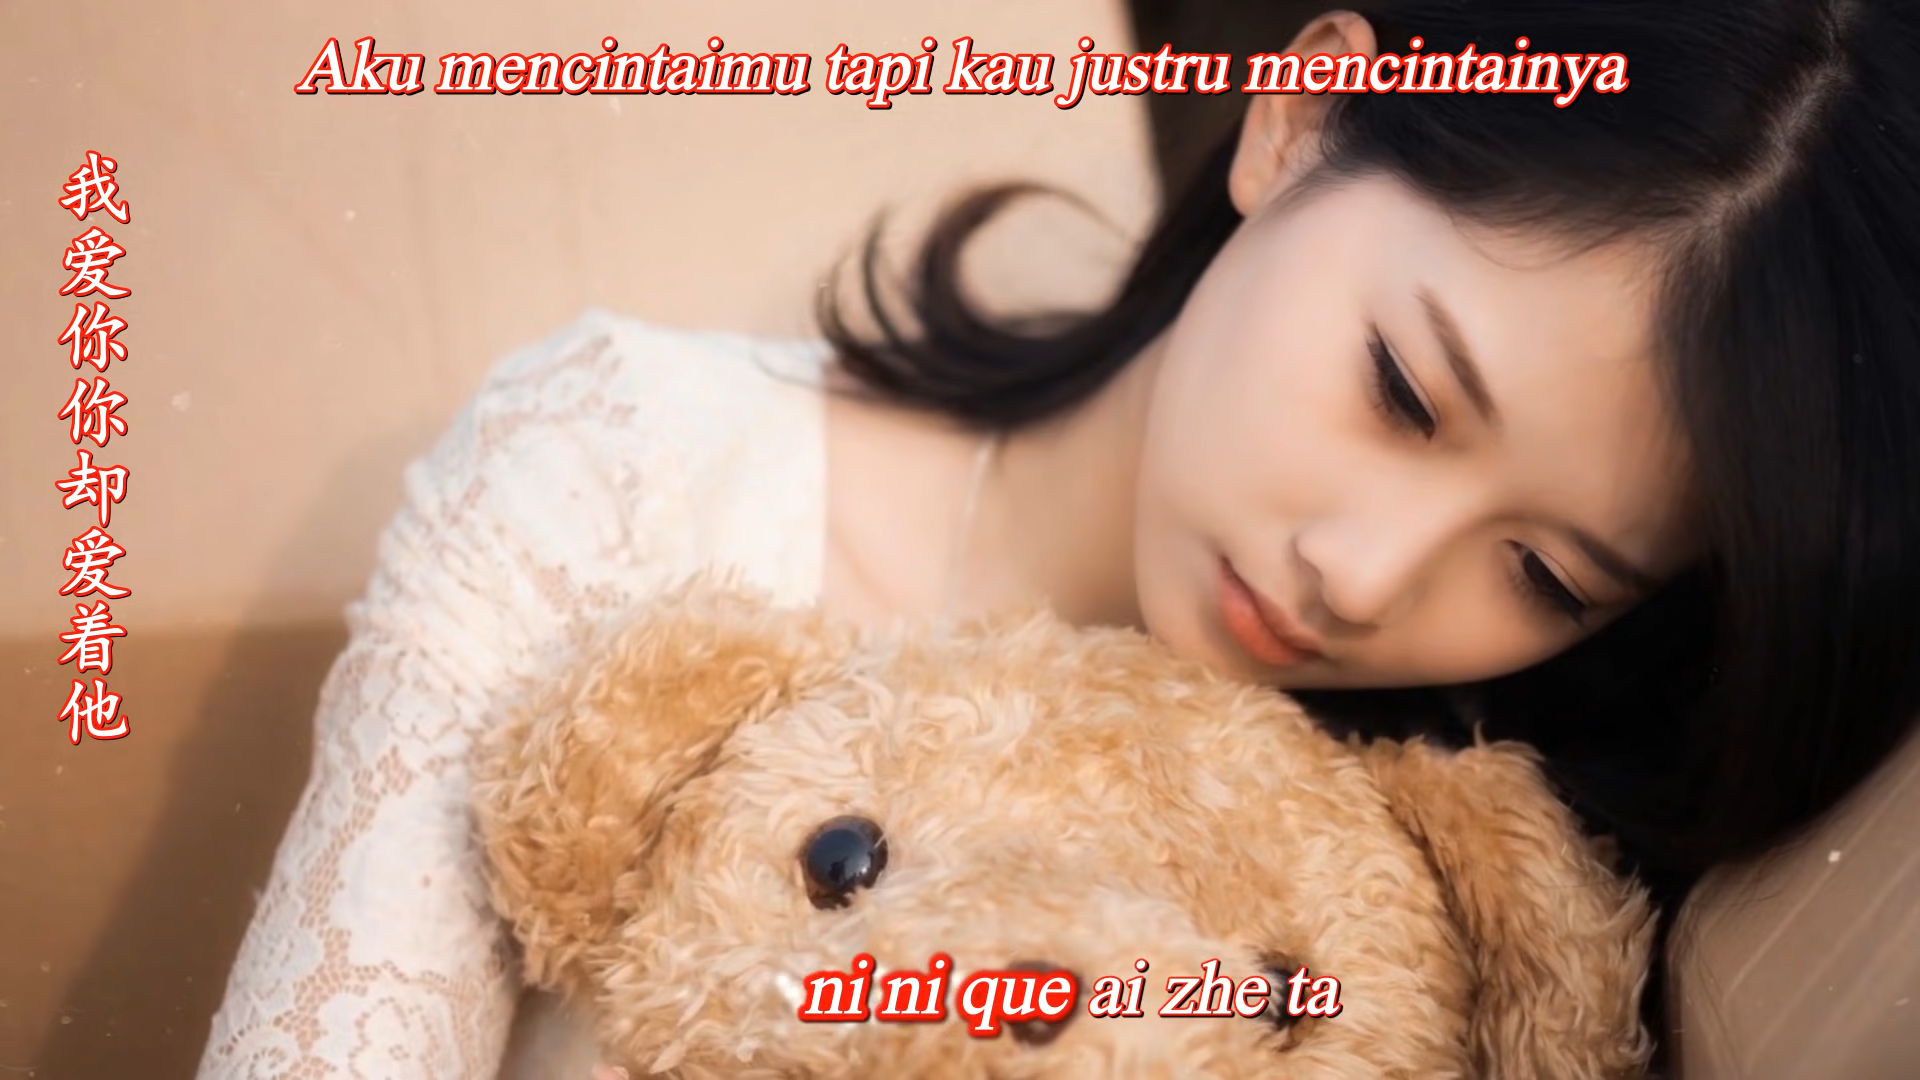 Aku mencintaimu tapi kau justru mencintainya
我爱你你却爱着他
ni ni que ai zhe ta